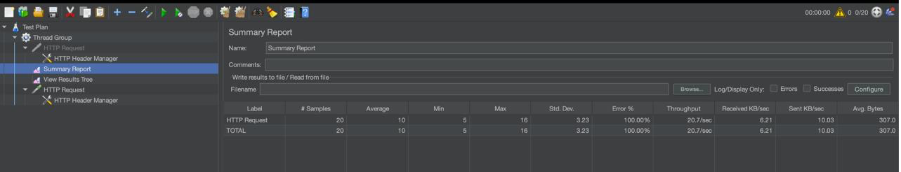 00:00:00 0 0/20
Test Plan
Thread Group
HTTP Request
HTTP Header Manager
Summary Report
View Results Tree
HTTP Request
HTTP Header Manager
Summary Report
Name: Summary Report
Comments:
Write results to file / Read from file
Filename Browse... Log/Display Only: Errors Successes Configure
Label # Samples Average Min Max Std. Dev. Error % Throughput Received KB/sec Sent KB/sec Avg. Bytes
HTTP Request 20 10 5 16 3.23 100.00% 20.7/sec 6.21 10.03 307.0
TOTAL 20 10 5 16 3.23 100.00% 20.7/sec 6.21 10.03 307.0